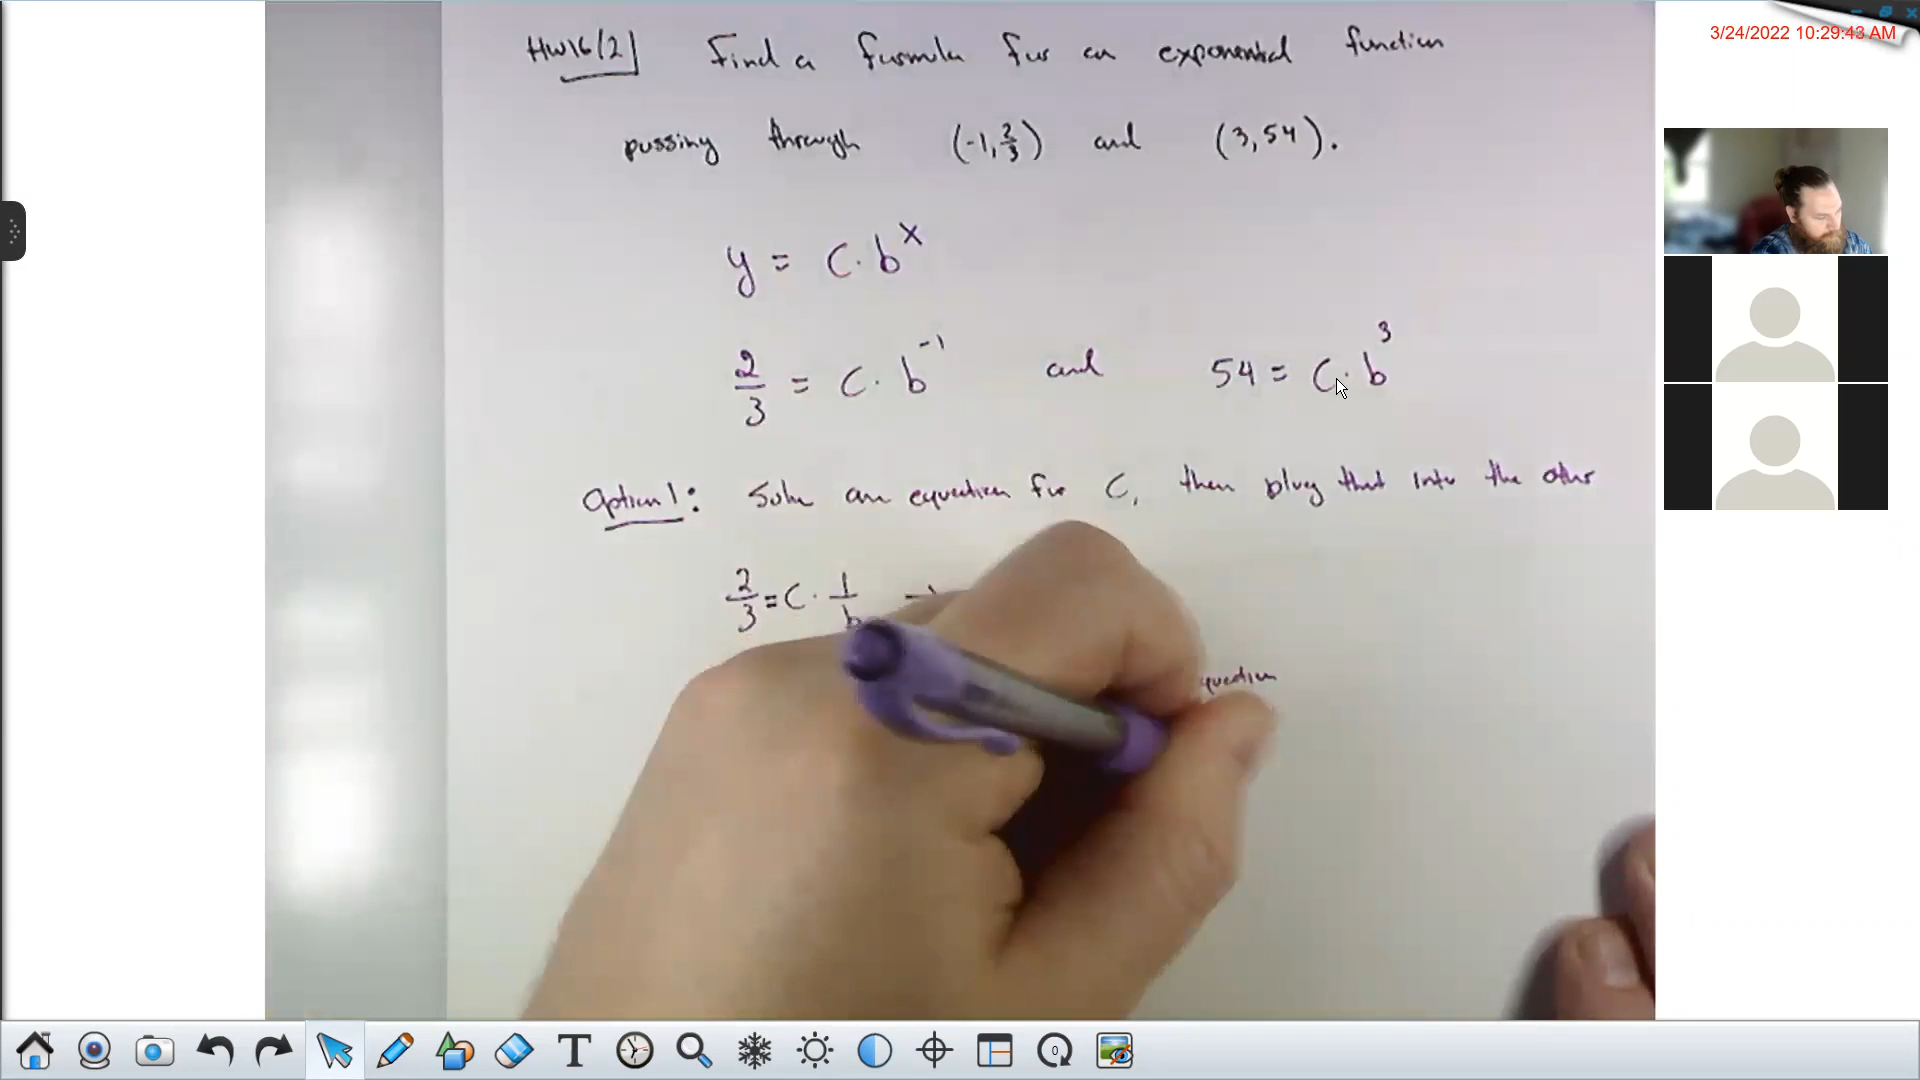 3/24/2022 10:29:43 AM
HW16/2] Find a formula for an exponential function
passing through (-1, 2/3) and (3, 54).
y = C · b^x
2/3 = C · b^-1 and 54 = C · b^3
Option 1: Solve an equation for C, then plug that into the other
2/3 = C · 1/b
equation
T
0